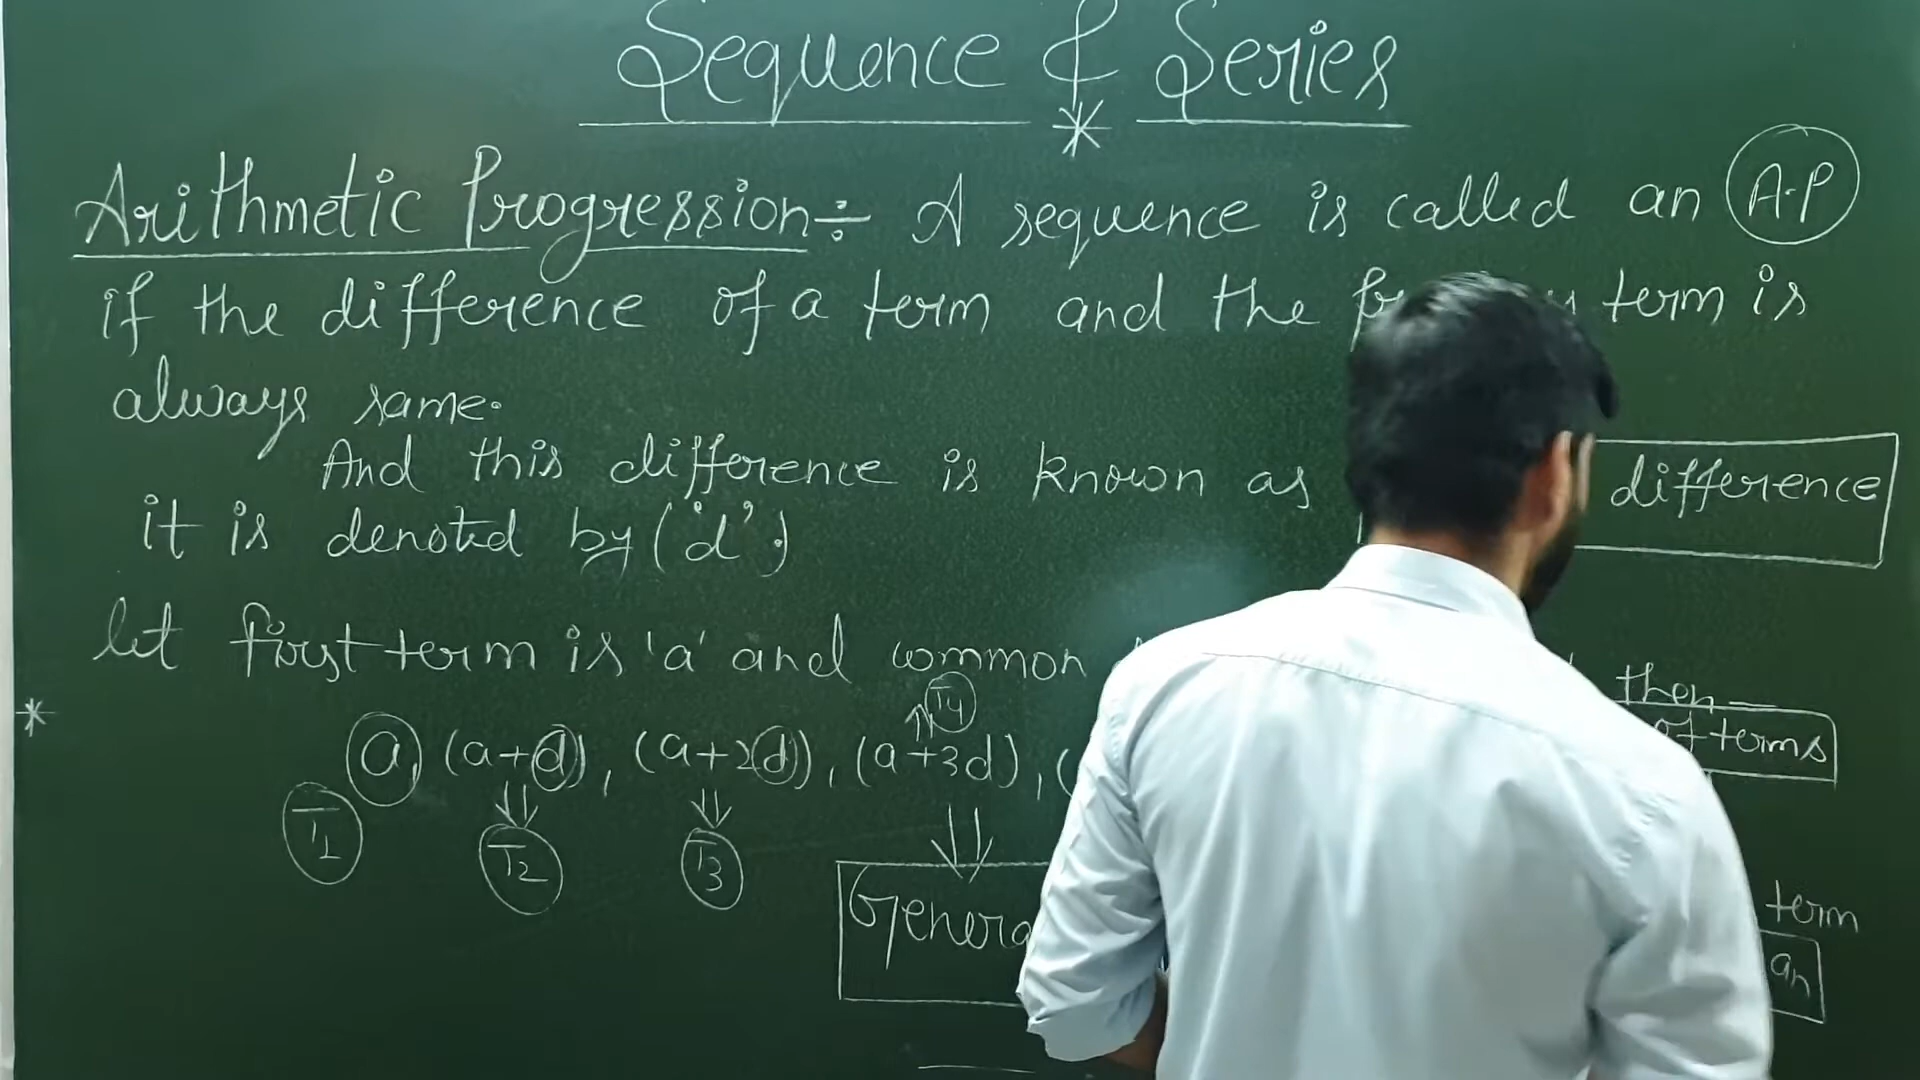 Sequence & Series
Arithmetic Progression÷ A sequence is called an A.P
if the difference of a term and the term is
always same.
And this difference is known as difference
it is denoted by ('d'.)
let first term is 'a' and common then—
of terms
T4
a, (a+d), (a+2d), (a+3d), (
T1 T2 T3
term
an